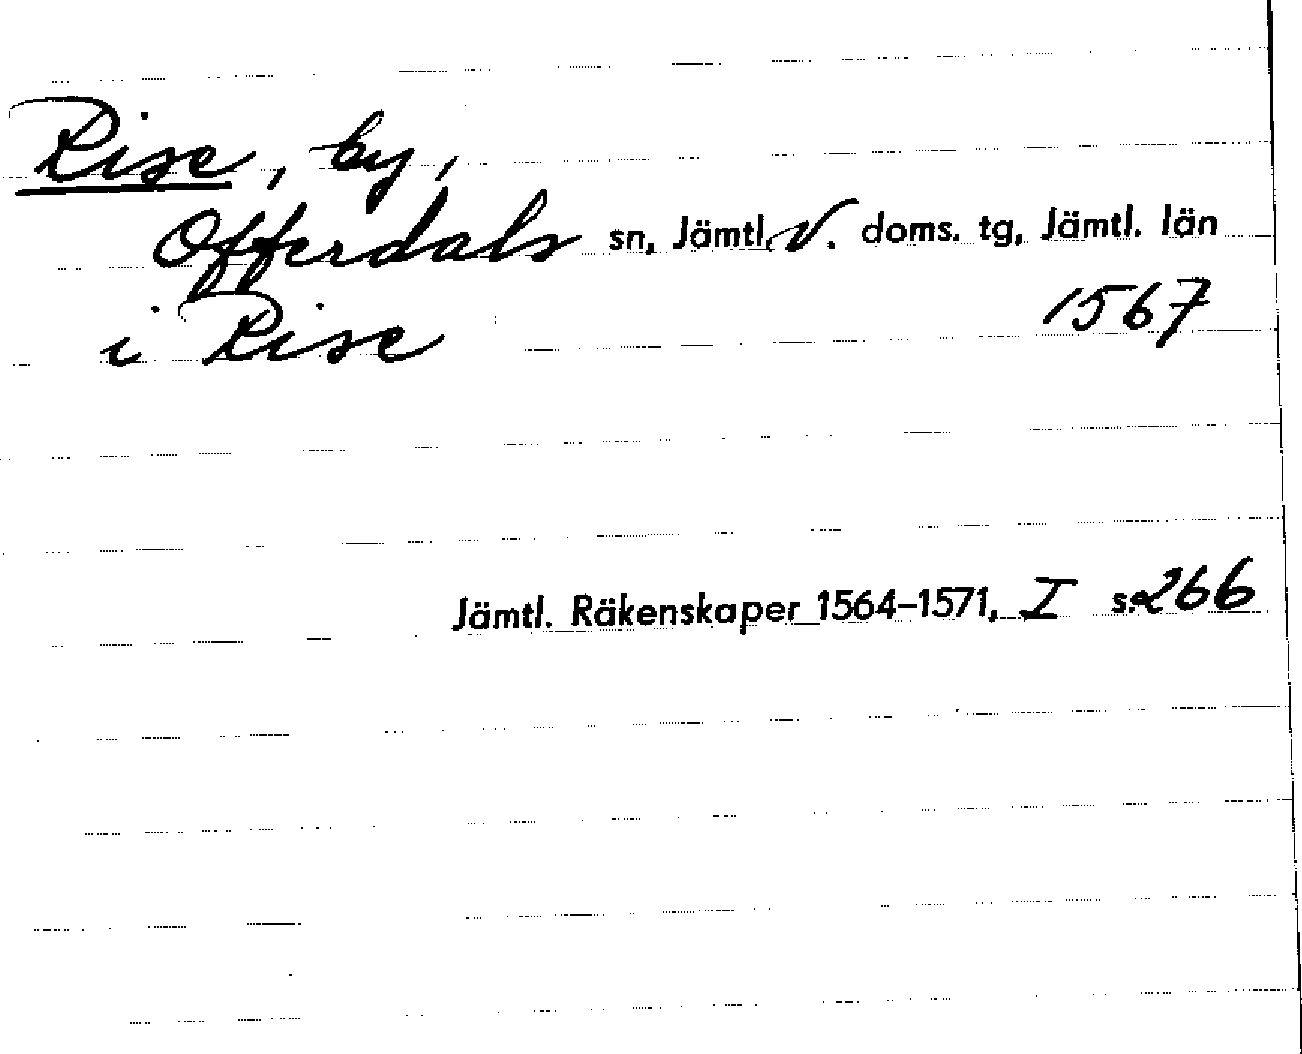 Rise, by,
Offerdals sn, Jämtl. V. doms. tg, Jämtl. län
i Rise 1567
Jämtl. Räkenskaper 1564-1571, I s. 266